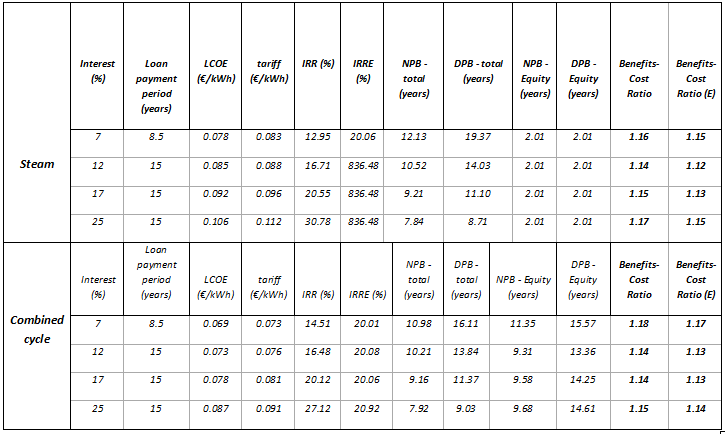 Interest (%) Loan payment period (years) LCOE (€/kWh) tariff (€/kWh) IRR (%) IRRE (%) NPB - total (years) DPB - total (years) NPB - Equity (years) DPB - Equity (years) Benefits-Cost Ratio Benefits-Cost Ratio (E)
Steam
7 8.5 0.078 0.083 12.95 20.06 12.13 19.37 2.01 2.01 1.16 1.15
12 15 0.085 0.088 16.71 836.48 10.52 14.03 2.01 2.01 1.14 1.12
17 15 0.092 0.096 20.55 836.48 9.21 11.10 2.01 2.01 1.15 1.13
25 15 0.106 0.112 30.78 836.48 7.84 8.71 2.01 2.01 1.17 1.15
Combined cycle
Interest (%) Loan payment period (years) LCOE (€/kWh) tariff (€/kWh) IRR (%) IRRE (%) NPB - total (years) DPB - total (years) NPB - Equity (years) DPB - Equity (years) Benefits-Cost Ratio Benefits-Cost Ratio (E)
7 8.5 0.069 0.073 14.51 20.01 10.98 16.11 11.35 15.57 1.18 1.17
12 15 0.073 0.076 16.48 20.08 10.21 13.84 9.31 13.36 1.14 1.13
17 15 0.078 0.081 20.12 20.06 9.16 11.37 9.58 14.25 1.14 1.13
25 15 0.087 0.091 27.12 20.92 7.92 9.03 9.68 14.61 1.15 1.14